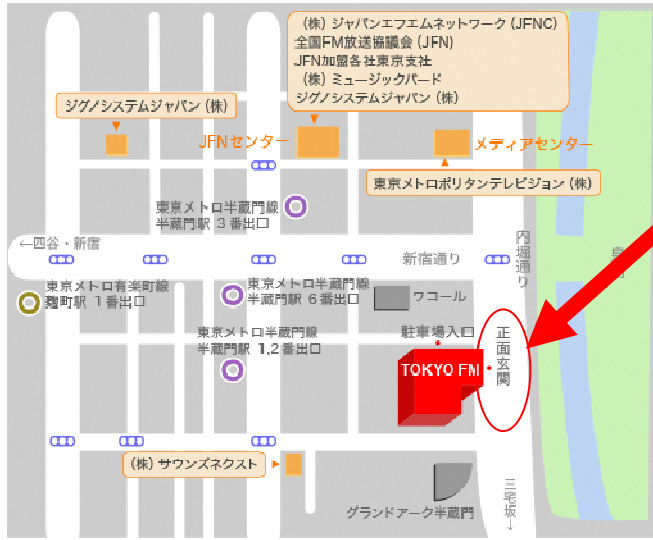 (株)ジャパンエフエムネットワーク(JFNC)
全国FM放送協議会(JFN)
JFN加盟各社東京支社
(株)ミュージックバード
ジグノシステムジャパン(株)
ジグノシステムジャパン(株)
JFNセンター
メディアセンター
東京メトロポリタンテレビジョン(株)
東京メトロ半蔵門線
半蔵門駅 3番出口
←四谷・新宿
新宿通り
内堀通り
東京メトロ有楽町線
麹町駅 1番出口
東京メトロ半蔵門線
半蔵門駅 6番出口
ワコール
東京メトロ半蔵門線
半蔵門駅 1,2番出口
駐車場入口
正面玄関
TOKYO FM
(株)サウンズネクスト
グランドアーク半蔵門
三宅坂→